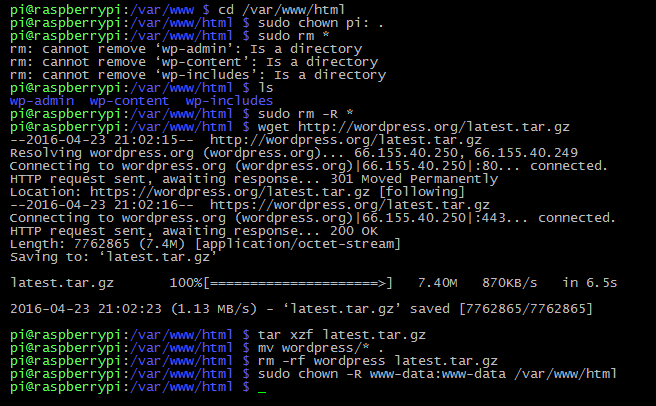 pi@raspberrypi:/var/www $ cd /var/www/html
pi@raspberrypi:/var/www/html $ sudo chown pi: .
pi@raspberrypi:/var/www/html $ sudo rm *
rm: cannot remove ‘wp-admin’: Is a directory
rm: cannot remove ‘wp-content’: Is a directory
rm: cannot remove ‘wp-includes’: Is a directory
pi@raspberrypi:/var/www/html $ ls
wp-admin  wp-content  wp-includes
pi@raspberrypi:/var/www/html $ sudo rm -R *
pi@raspberrypi:/var/www/html $ wget http://wordpress.org/latest.tar.gz
--2016-04-23 21:02:15--  http://wordpress.org/latest.tar.gz
Resolving wordpress.org (wordpress.org)... 66.155.40.250, 66.155.40.249
Connecting to wordpress.org (wordpress.org)|66.155.40.250|:80... connected.
HTTP request sent, awaiting response... 301 Moved Permanently
Location: https://wordpress.org/latest.tar.gz [following]
--2016-04-23 21:02:16--  https://wordpress.org/latest.tar.gz
Connecting to wordpress.org (wordpress.org)|66.155.40.250|:443... connected.
HTTP request sent, awaiting response... 200 OK
Length: 7762865 (7.4M) [application/octet-stream]
Saving to: ‘latest.tar.gz’
latest.tar.gz       100%[=====================>]   7.40M   870KB/s   in 6.5s
2016-04-23 21:02:23 (1.13 MB/s) - ‘latest.tar.gz’ saved [7762865/7762865]
pi@raspberrypi:/var/www/html $ tar xzf latest.tar.gz
pi@raspberrypi:/var/www/html $ mv wordpress/* .
pi@raspberrypi:/var/www/html $ rm -rf wordpress latest.tar.gz
pi@raspberrypi:/var/www/html $ sudo chown -R www-data:www-data /var/www/html
pi@raspberrypi:/var/www/html $ _